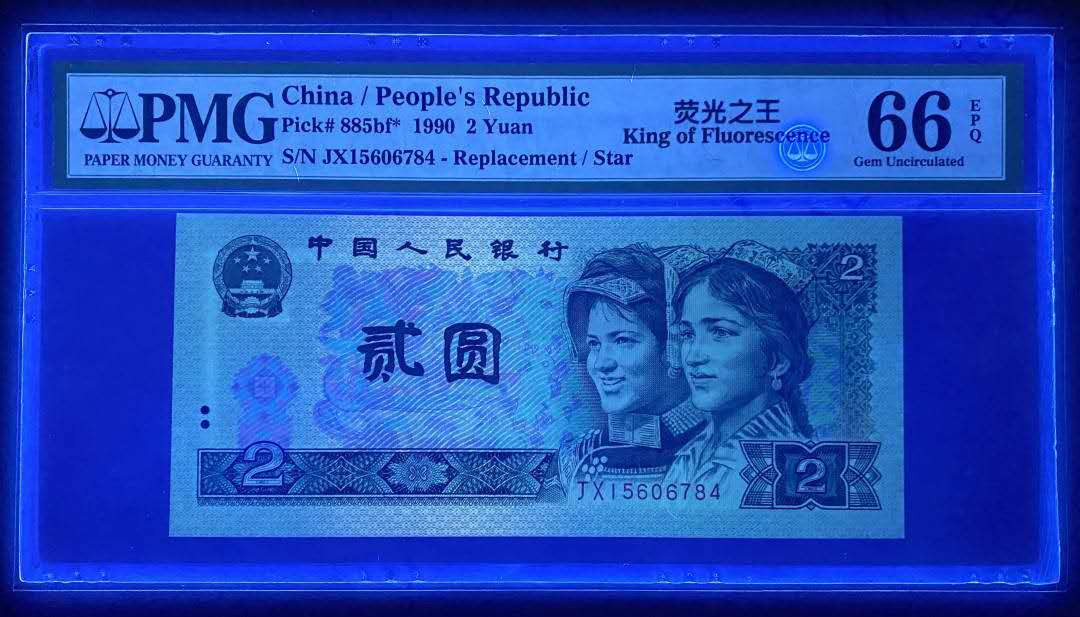 PMG
PAPER MONEY GUARANTY
China / People's Republic
Pick# 885bf* 1990 2 Yuan
S/N JX15606784 - Replacement / Star
荧光之王
King of Fluorescence
66
EPQ
Gem Uncirculated
中国人民银行
2
贰圆
2
JX15606784
2